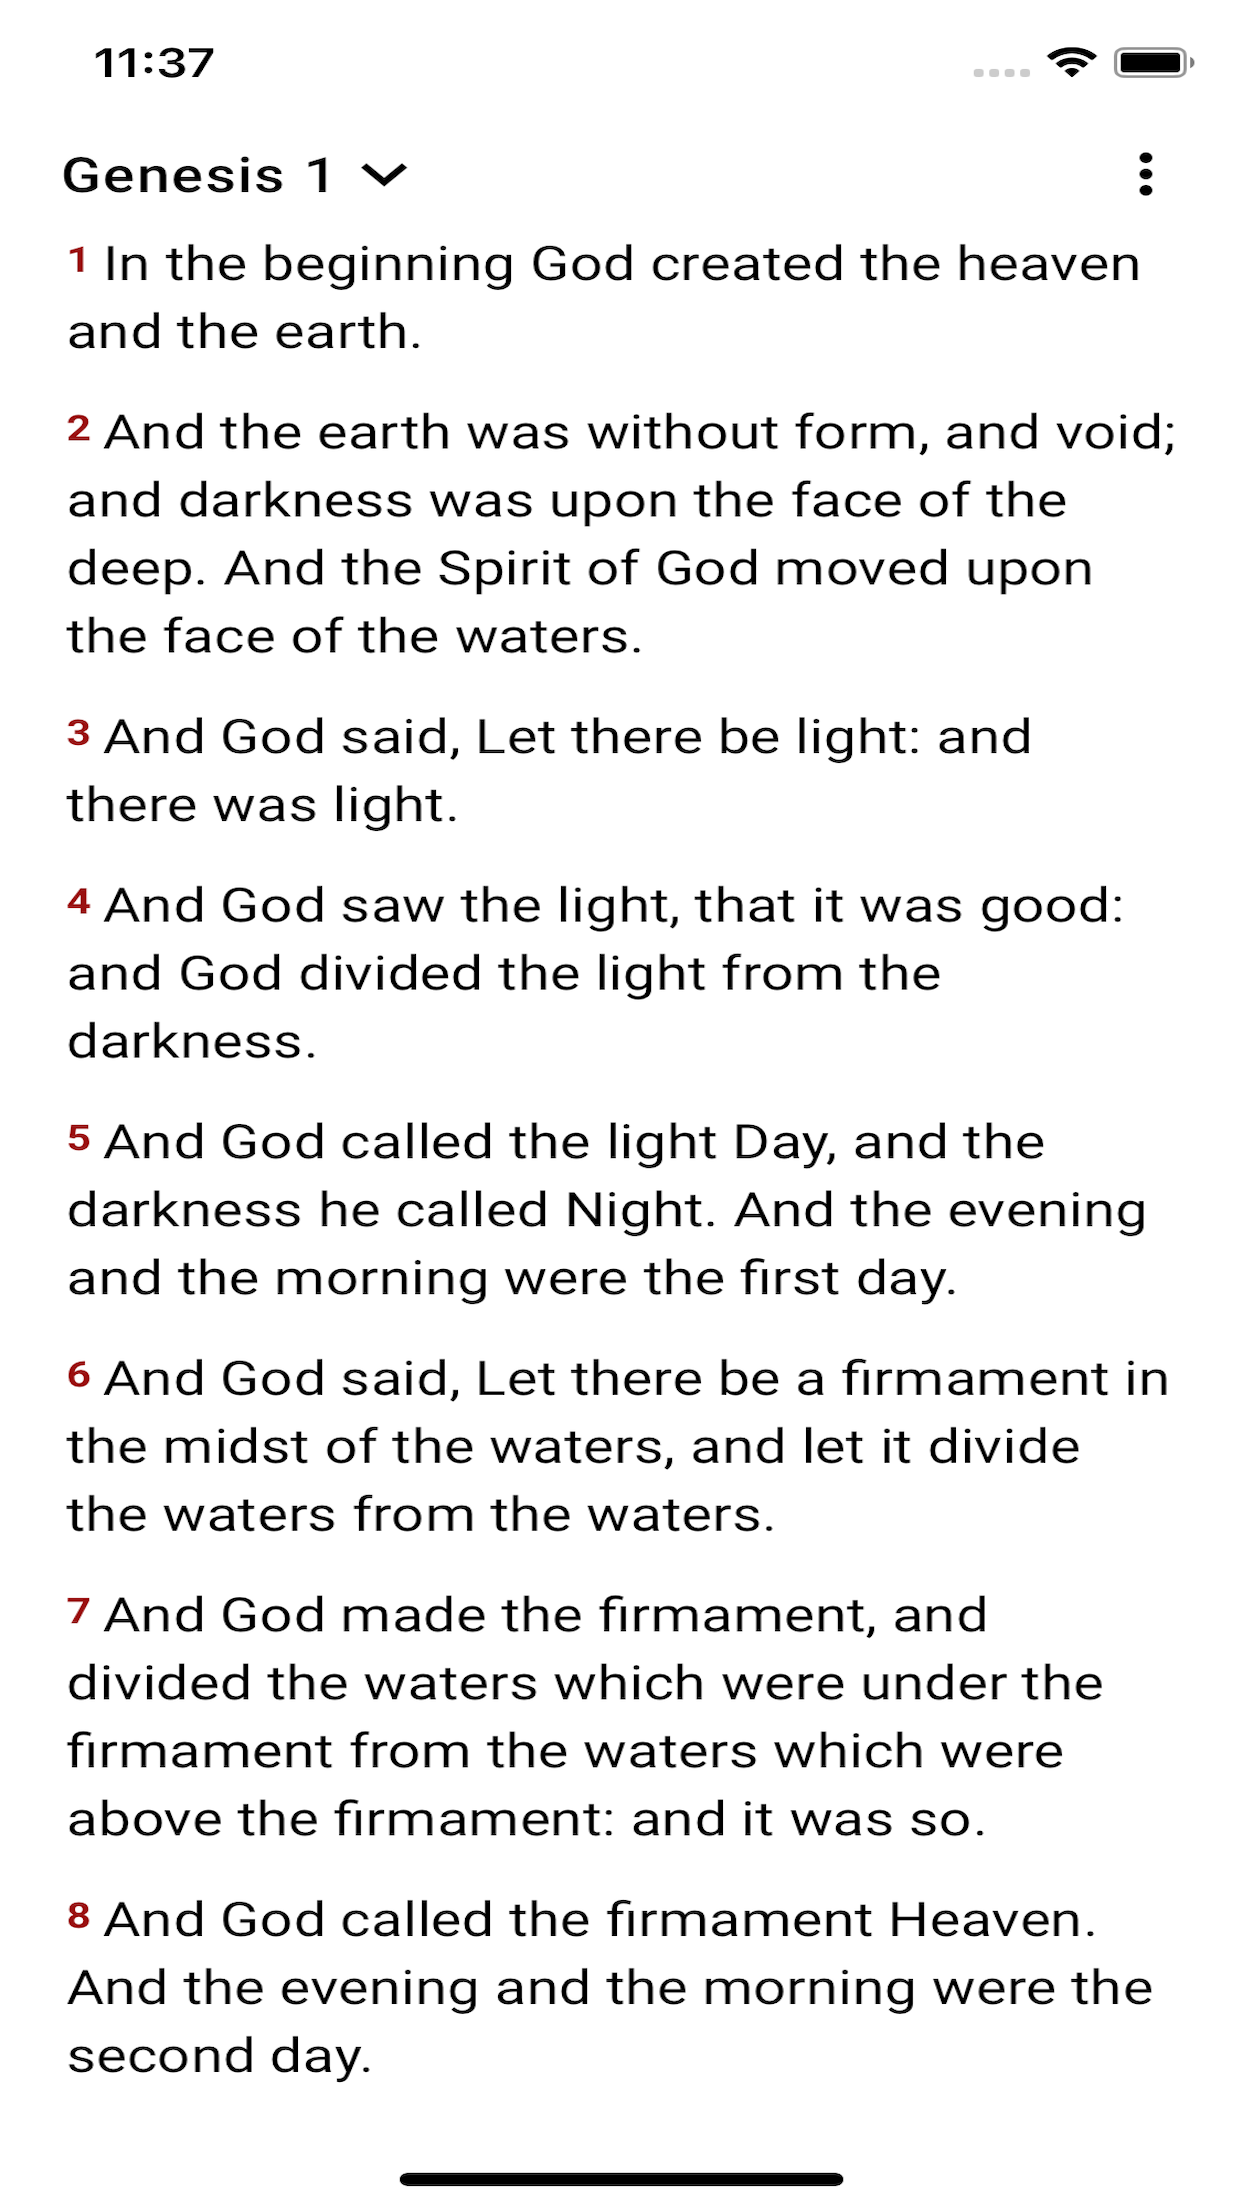 11:37
Genesis 1
1 In the beginning God created the heaven
and the earth.
2 And the earth was without form, and void;
and darkness was upon the face of the
deep. And the Spirit of God moved upon
the face of the waters.
3 And God said, Let there be light: and
there was light.
4 And God saw the light, that it was good:
and God divided the light from the
darkness.
5 And God called the light Day, and the
darkness he called Night. And the evening
and the morning were the first day.
6 And God said, Let there be a firmament in
the midst of the waters, and let it divide
the waters from the waters.
7 And God made the firmament, and
divided the waters which were under the
firmament from the waters which were
above the firmament: and it was so.
8 And God called the firmament Heaven.
And the evening and the morning were the
second day.